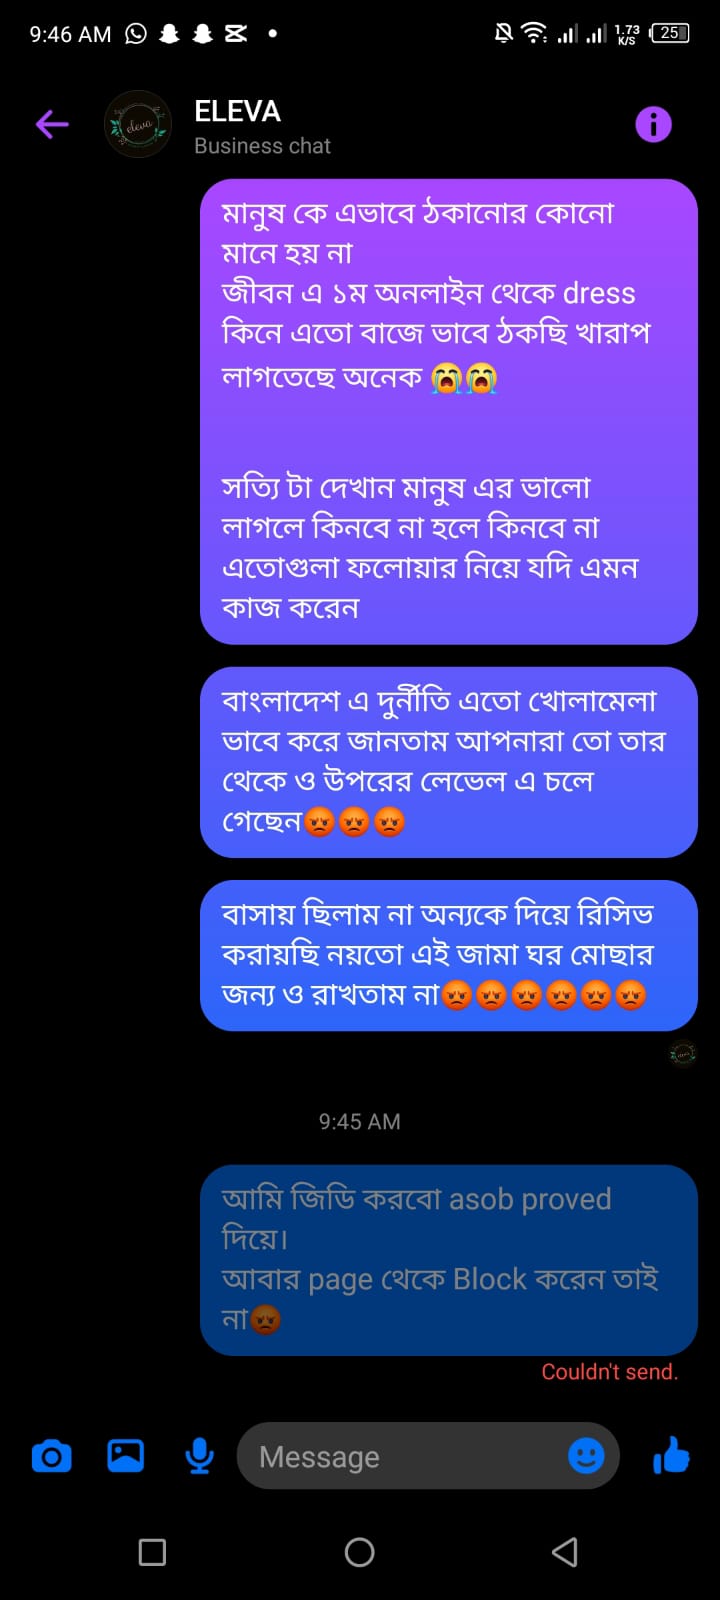 9:46 AM
1.73 K/S
25
ELEVA
Business chat
মানুষ কে এভাবে ঠকানোর কোনো
মানে হয় না
জীবন এ ১ম অনলাইন থেকে dress
কিনে এতো বাজে ভাবে ঠকছি খারাপ
লাগতেছে অনেক 😭😭
সত্যি টা দেখান মানুষ এর ভালো
লাগলে কিনবে না হলে কিনবে না
এতোগুলা ফলোয়ার নিয়ে যদি এমন
কাজ করেন
বাংলাদেশ এ দুর্নীতি এতো খোলামেলা
ভাবে করে জানতাম আপনারা তো তার
থেকে ও উপরের লেভেল এ চলে
গেছেন😡😡😡
বাসায় ছিলাম না অন্যকে দিয়ে রিসিভ
করায়ছি নয়তো এই জামা ঘর মোছার
জন্য ও রাখতাম না😡😡😡😡😡😡
9:45 AM
আমি জিডি করবো asob proved
দিয়ে।
আবার page থেকে Block করেন তাই
না😡
Couldn't send.
Message